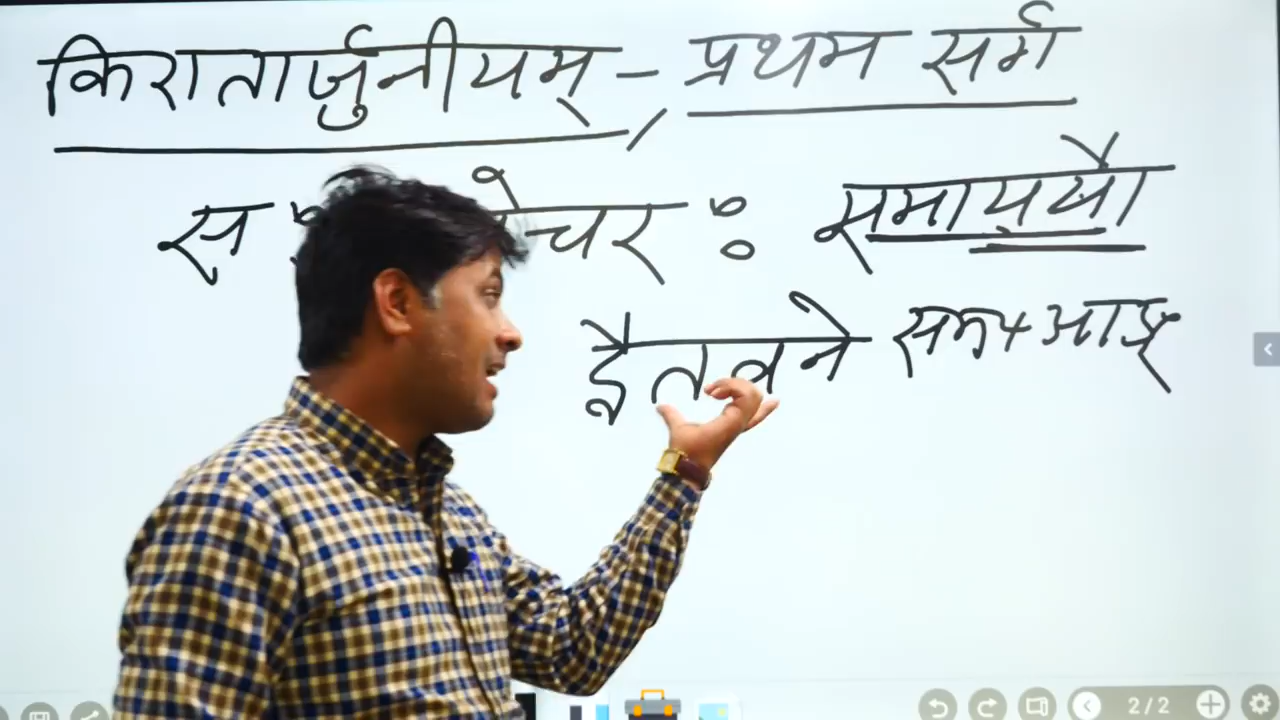 किरातार्जुनीयम् - प्रथम सर्ग
स : चर : समाययौ
द्वैतवने सम् + आङ्
2/2